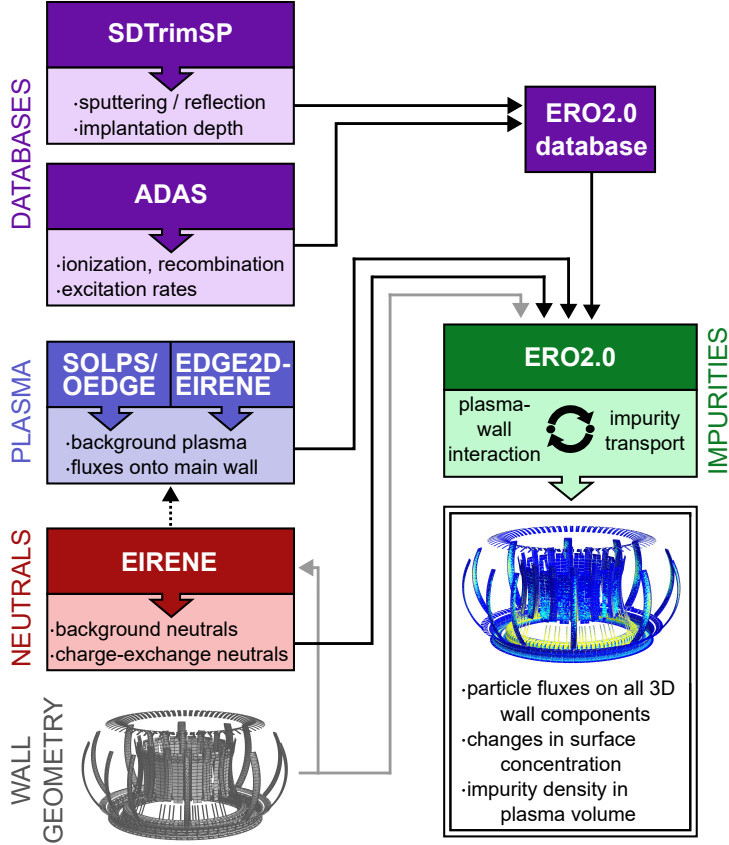 DATABASES
SDTrimSP
·sputtering / reflection
·implantation depth
ADAS
·ionization, recombination
·excitation rates
ERO2.0
database
PLASMA
SOLPS/
OEDGE
EDGE2D-
EIRENE
·background plasma
·fluxes onto main wall
NEUTRALS
EIRENE
·background neutrals
·charge-exchange neutrals
WALL
GEOMETRY
IMPURITIES
ERO2.0
plasma-
wall
interaction
impurity
transport
·particle fluxes on all 3D
wall components
·changes in surface
concentration
·impurity density in
plasma volume